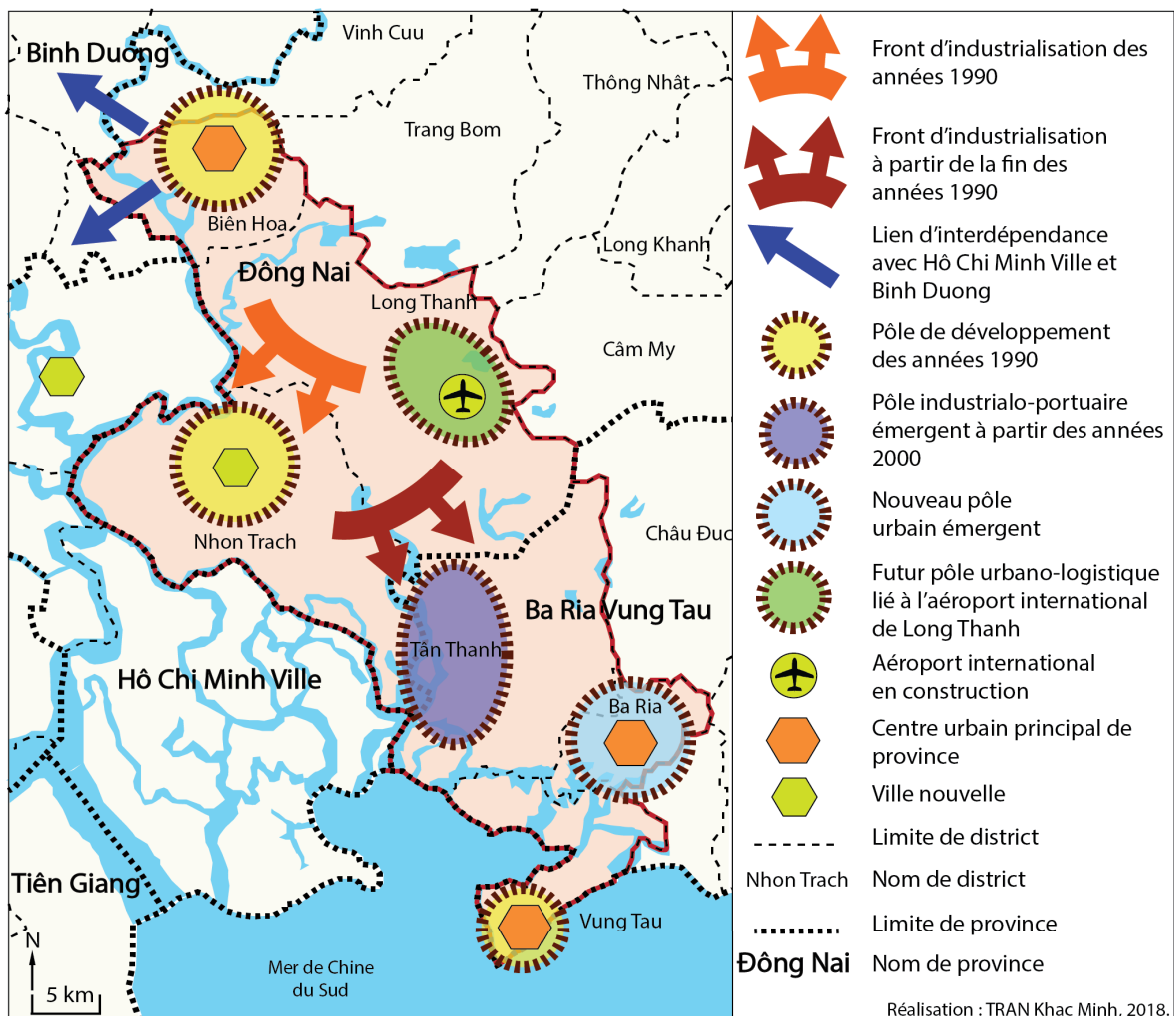 Binh Duong
Vinh Cuu
Thông Nhât
Trang Bom
Biên Hoa
Long Khanh
Đông Nai
Long Thanh
Câm My
Nhon Trach
Châu Đuc
Ba Ria Vung Tau
Tân Thanh
Hô Chi Minh Ville
Ba Ria
Tiên Giang
Vung Tau
N
Mer de Chine
du Sud
5 km
Front d'industrialisation des
années 1990
Front d'industrialisation
à partir de la fin des
années 1990
Lien d'interdépendance
avec Hô Chi Minh Ville et
Binh Duong
Pôle de développement
des années 1990
Pôle industrialo-portuaire
émergent à partir des années
2000
Nouveau pôle
urbain émergent
Futur pôle urbano-logistique
lié à l'aéroport international
de Long Thanh
Aéroport international
en construction
Centre urbain principal de
province
Ville nouvelle
Limite de district
Nhon Trach Nom de district
Limite de province
Đông Nai Nom de province
Réalisation : TRAN Khac Minh, 2018.